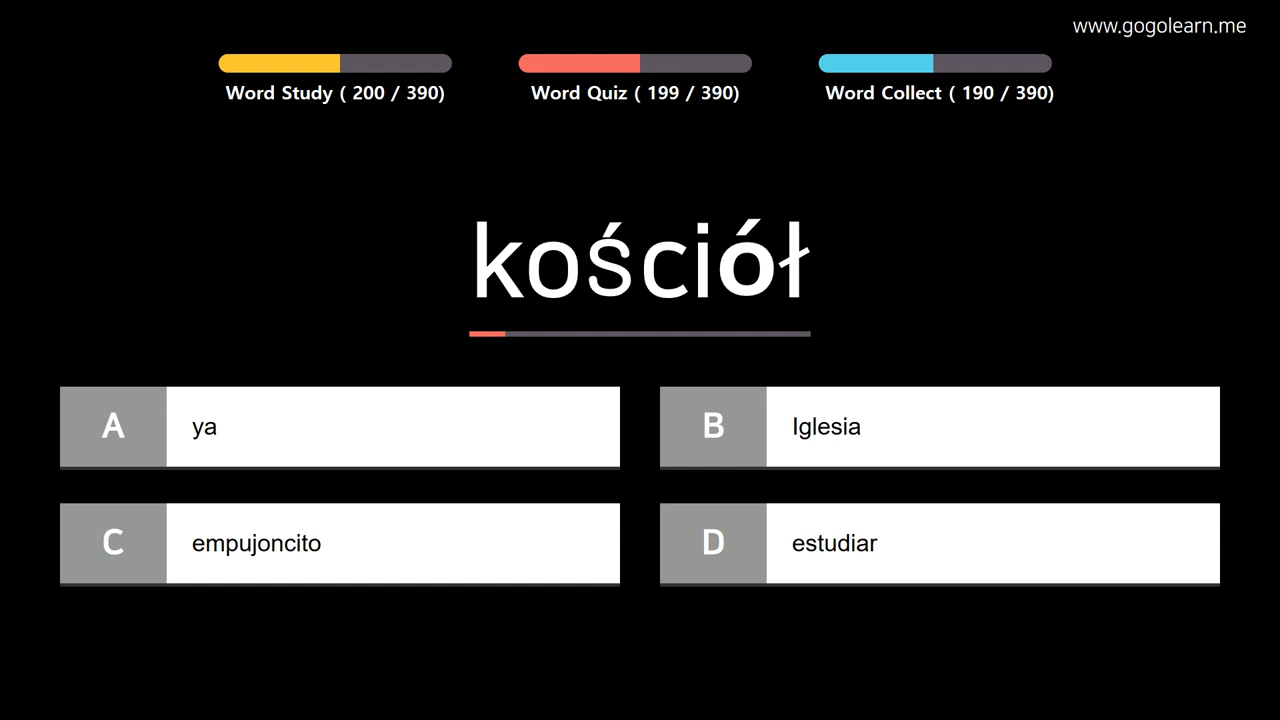 www.gogolearn.me
Word Study ( 200 / 390)
Word Quiz ( 199 / 390)
Word Collect ( 190 / 390)
kościół
A ya
B Iglesia
C empujoncito
D estudiar